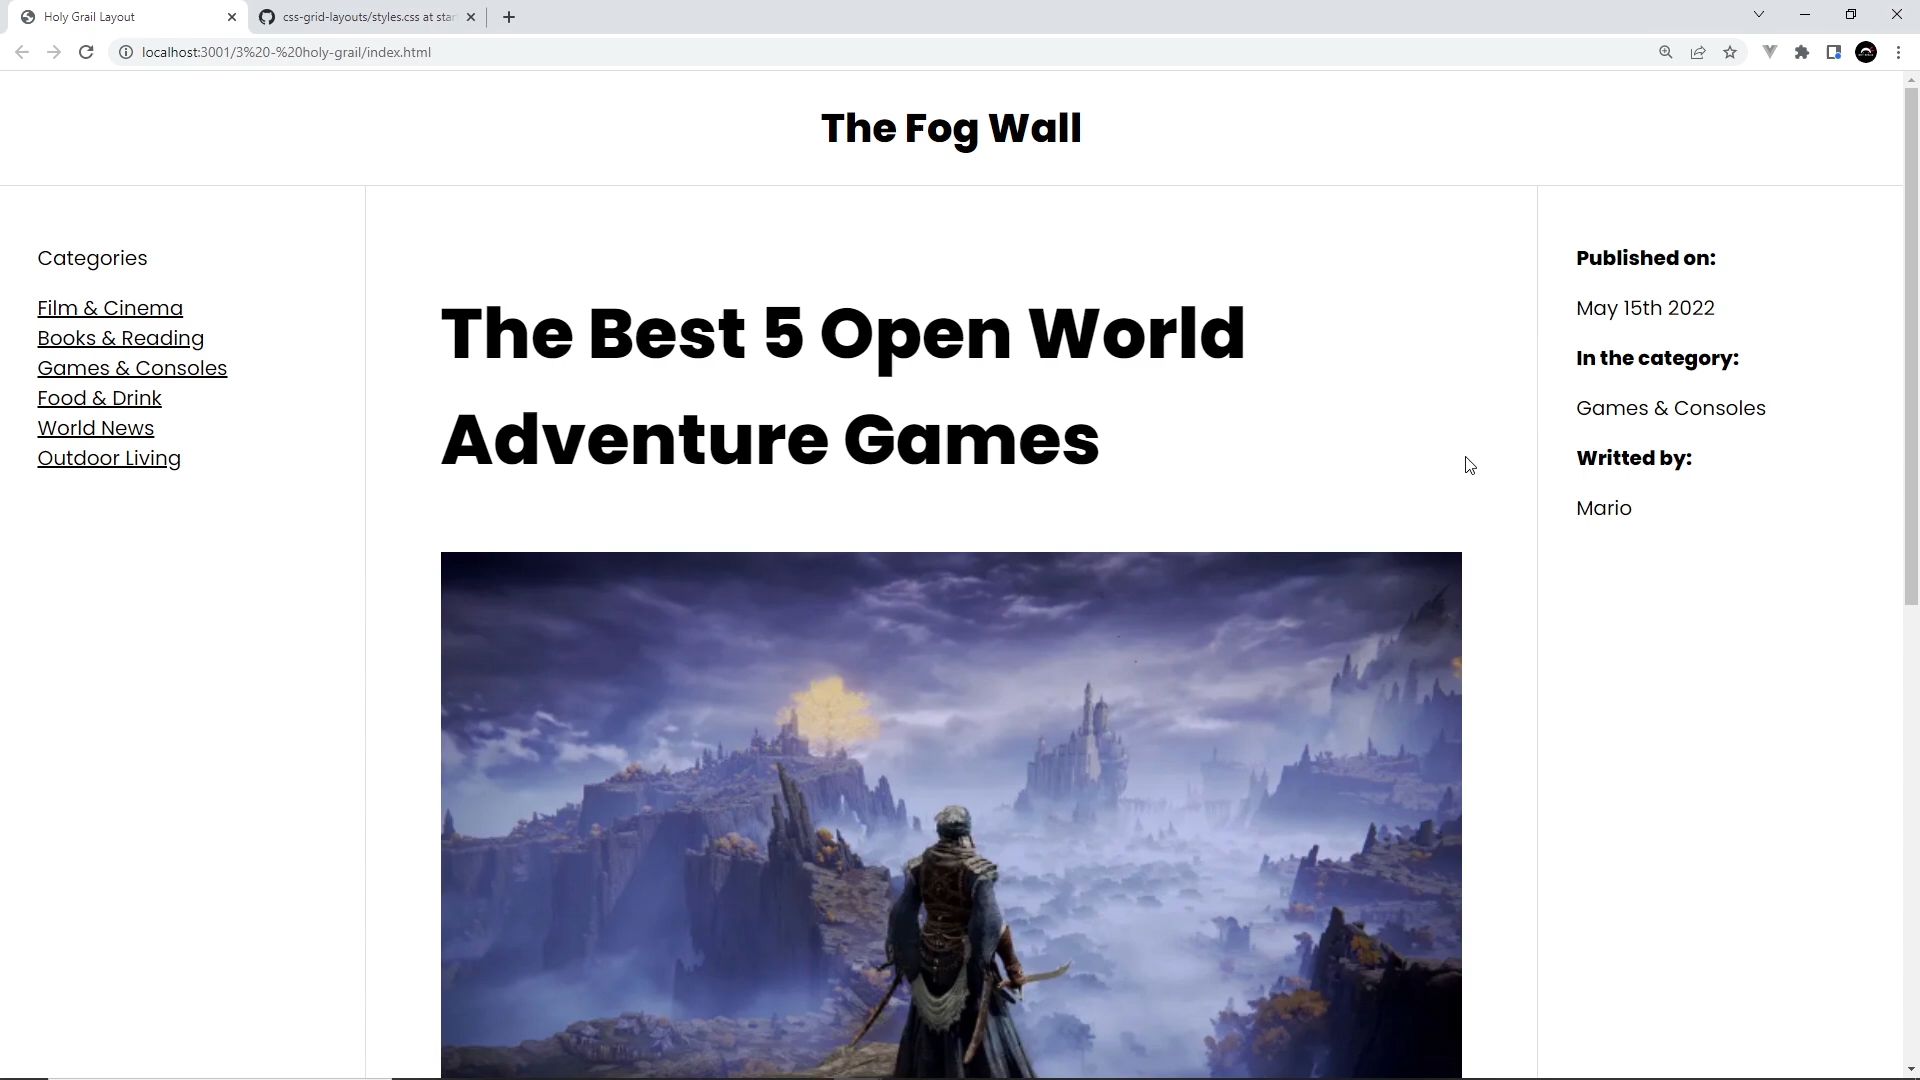 Holy Grail Layout
css-grid-layouts/styles.css at star
localhost:3001/3%20-%20holy-grail/index.html
The Fog Wall
Categories
Film & Cinema
Books & Reading
Games & Consoles
Food & Drink
World News
Outdoor Living
The Best 5 Open World
Adventure Games
Published on:
May 15th 2022
In the category:
Games & Consoles
Writted by:
Mario